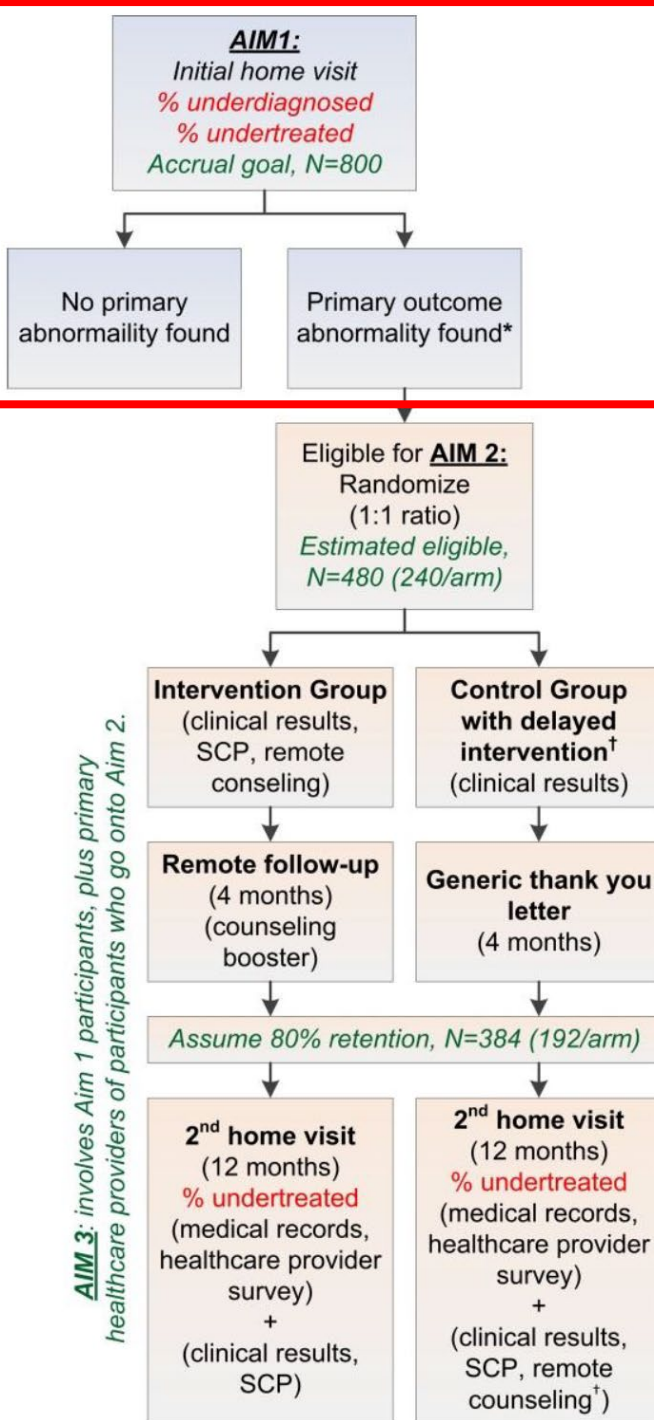 AIM1:
Initial home visit
% underdiagnosed
% undertreated
Accrual goal, N=800
No primary
abnormaility found
Primary outcome
abnormality found*
Eligible for AIM 2:
Randomize
(1:1 ratio)
Estimated eligible,
N=480 (240/arm)
Intervention Group
(clinical results,
SCP, remote
conseling)
Control Group
with delayed
intervention†
(clinical results)
Remote follow-up
(4 months)
(counseling
booster)
Generic thank you
letter
(4 months)
Assume 80% retention, N=384 (192/arm)
2nd home visit
(12 months)
% undertreated
(medical records,
healthcare provider
survey)
+
(clinical results,
SCP)
2nd home visit
(12 months)
% undertreated
(medical records,
healthcare provider
survey)
+
(clinical results,
SCP, remote
counseling†)
AIM 3: involves Aim 1 participants, plus primary
healthcare providers of participants who go onto Aim 2.